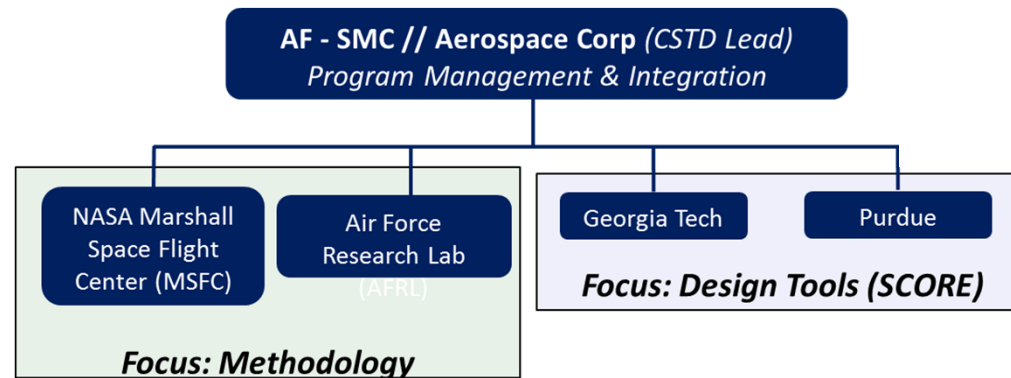 AF - SMC // Aerospace Corp (CSTD Lead)
Program Management & Integration
NASA Marshall
Space Flight
Center (MSFC)
Air Force
Research Lab
(AFRL)
Georgia Tech
Purdue
Focus: Design Tools (SCORE)
Focus: Methodology